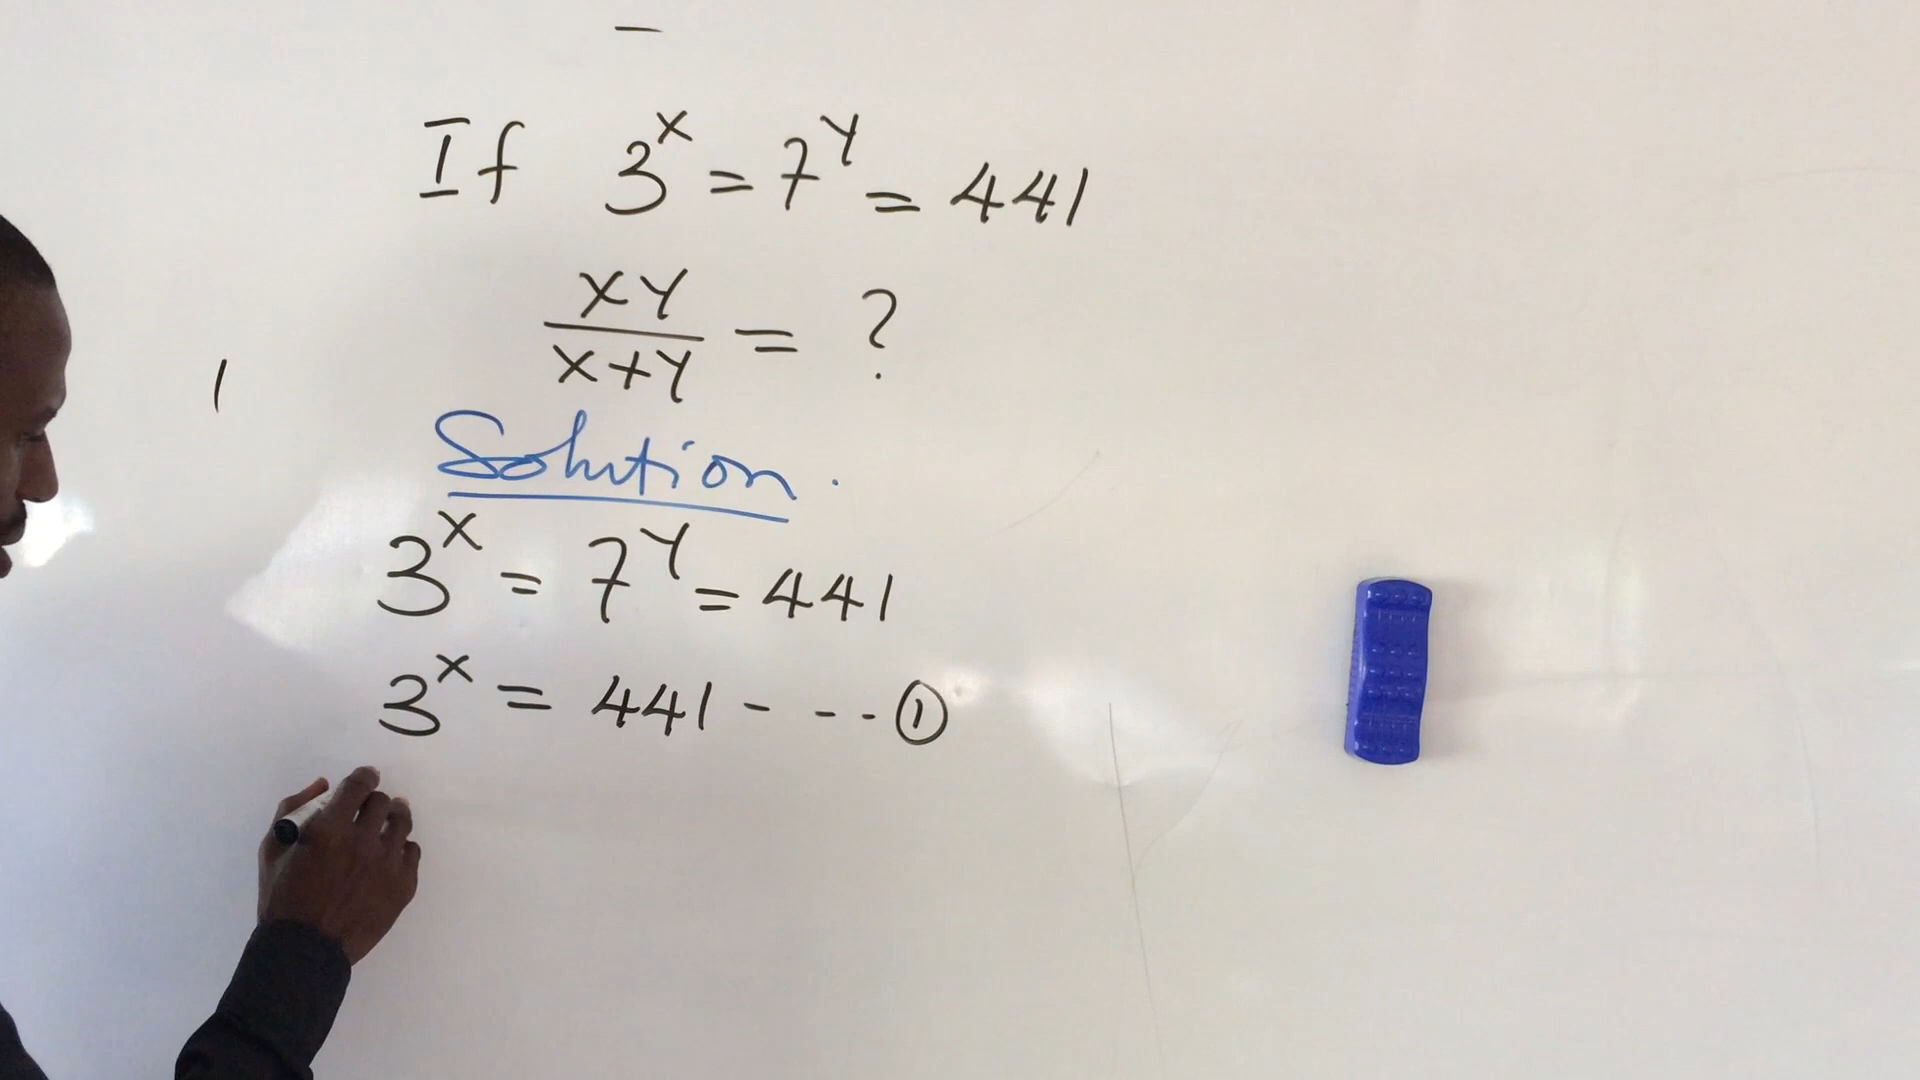 If 3^x = 7^y = 441
xy/x+y = ?
Solution.
3^x = 7^y = 441
3^x = 441 - - - ①